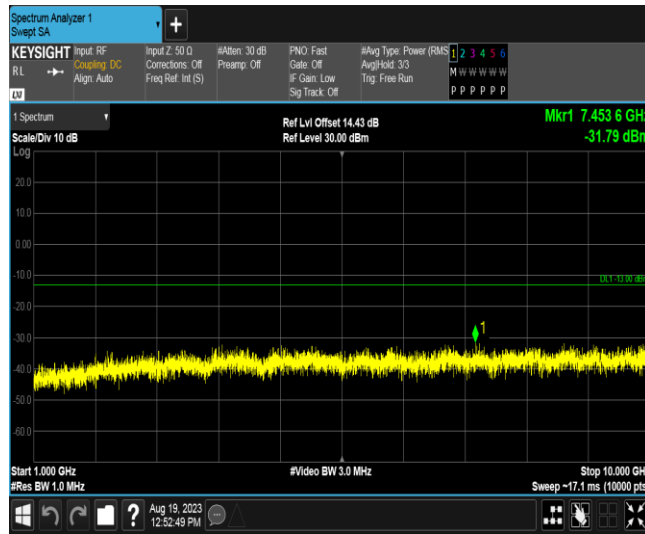 Spectrum Analyzer 1
Swept SA
+
KEYSIGHT
RL
LXI
Input: RF
Coupling: DC
Align: Auto
Input Z: 50 Ω
Corrections: Off
Freq Ref: Int (S)
#Atten: 30 dB
Preamp: Off
PNO: Fast
Gate: Off
IF Gain: Low
Sig Track: Off
#Avg Type: Power (RMS
Avg|Hold: 3/3
Trig: Free Run
1 2 3 4 5 6
M W W W W W
P P P P P P
1 Spectrum
Scale/Div 10 dB
Log
Ref Lvl Offset 14.43 dB
Ref Level 30.00 dBm
Mkr1 7.453 6 GHz
-31.79 dBm
20.0
10.0
0.00
-10.0
DL1 -13.00 dBm
-20.0
-30.0
1
-40.0
-50.0
-60.0
Start 1.000 GHz
#Res BW 1.0 MHz
#Video BW 3.0 MHz
Stop 10.000 GH
Sweep ~17.1 ms (10000 pts
?
Aug 19, 2023
12:52:49 PM